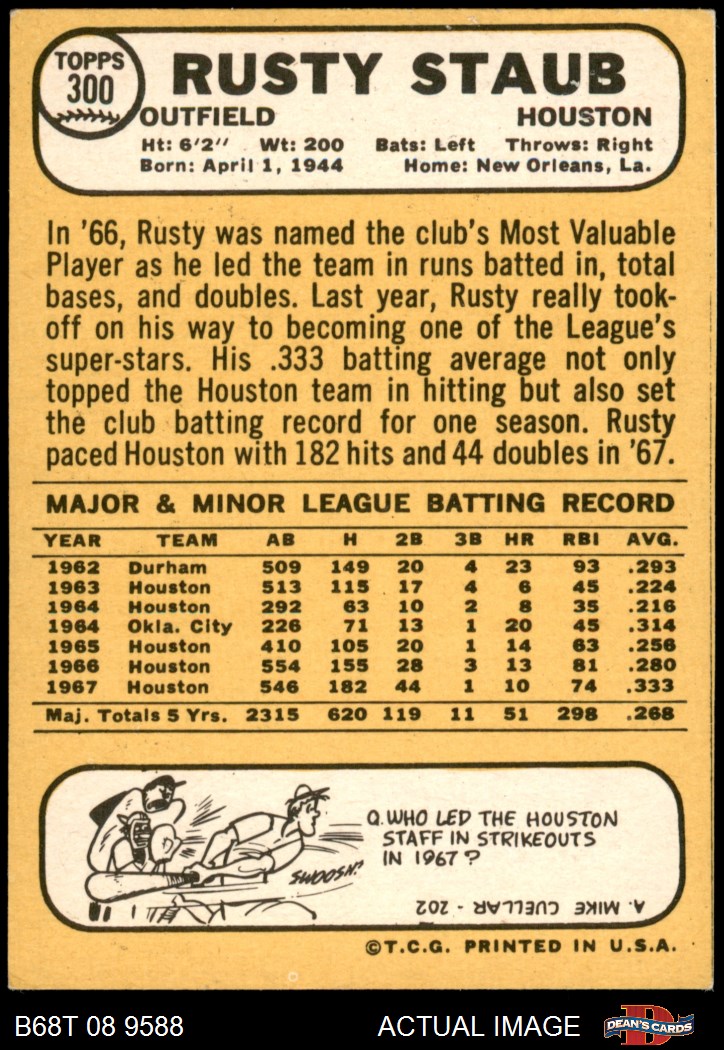 TOPPS
300
RUSTY STAUB
OUTFIELD HOUSTON
Ht: 6'2" Wt: 200 Bats: Left Throws: Right
Born: April 1, 1944 Home: New Orleans, La.
In '66, Rusty was named the club's Most Valuable
Player as he led the team in runs batted in, total
bases, and doubles. Last year, Rusty really took-
off on his way to becoming one of the League's
super-stars. His .333 batting average not only
topped the Houston team in hitting but also set
the club batting record for one season. Rusty
paced Houston with 182 hits and 44 doubles in '67.
MAJOR & MINOR LEAGUE BATTING RECORD
YEAR TEAM AB H 2B 3B HR RBI AVG.
1962 Durham 509 149 20 4 23 93 .293
1963 Houston 513 115 17 4 6 45 .224
1964 Houston 292 63 10 2 8 35 .216
1964 Okla. City 226 71 13 1 20 45 .314
1965 Houston 410 105 20 1 14 63 .256
1966 Houston 554 155 28 3 13 81 .280
1967 Houston 546 182 44 1 10 74 .333
Maj. Totals 5 Yrs. 2315 620 119 11 51 298 .268
Q. WHO LED THE HOUSTON
STAFF IN STRIKEOUTS
IN 1967?
SWOOSH!
A. MIKE CUELLAR - 202
©T.C.G. PRINTED IN U.S.A.
B68T 08 9588 ACTUAL IMAGE
D
DEAN'S CARDS